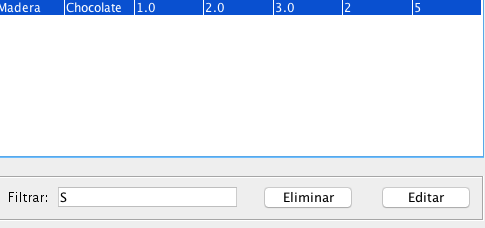 Madera Chocolate 1.0 2.0 3.0 2 5
Filtrar: S Eliminar Editar